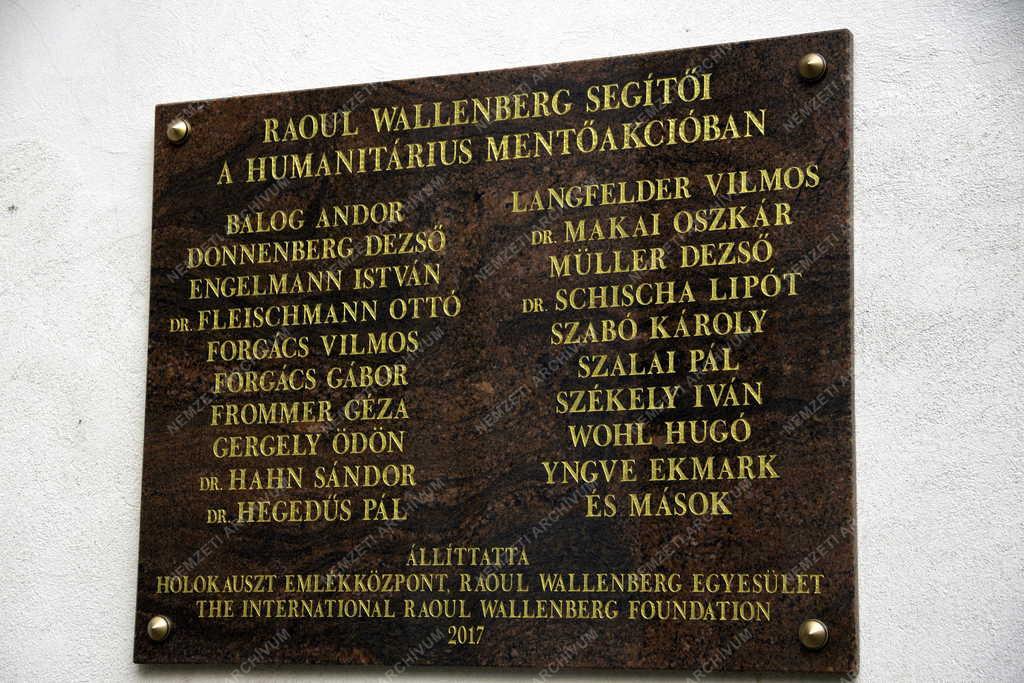 RAOUL WALLENBERG SEGÍTŐI
A HUMANITÁRIUS MENTŐAKCIÓBAN
BALOG ANDOR
DONNENBERG DEZSŐ
ENGELMANN ISTVÁN
DR. FLEISCHMANN OTTÓ
FORGÁCS VILMOS
FORGÁCS GÁBOR
FROMMER GÉZA
GERGELY ÖDÖN
DR. HAHN SÁNDOR
DR. HEGEDŰS PÁL
LANGFELDER VILMOS
DR. MAKAI OSZKÁR
MÜLLER DEZSŐ
DR. SCHISCHA LIPÓT
SZABÓ KÁROLY
SZALAI PÁL
SZÉKELY IVÁN
WOHL HUGÓ
YNGVE EKMARK
ÉS MÁSOK
ÁLLÍTTATTA
HOLOKAUSZT EMLÉKKÖZPONT, RAOUL WALLENBERG EGYESÜLET
THE INTERNATIONAL RAOUL WALLENBERG FOUNDATION
2017
NEMZETI ARCHÍVUM